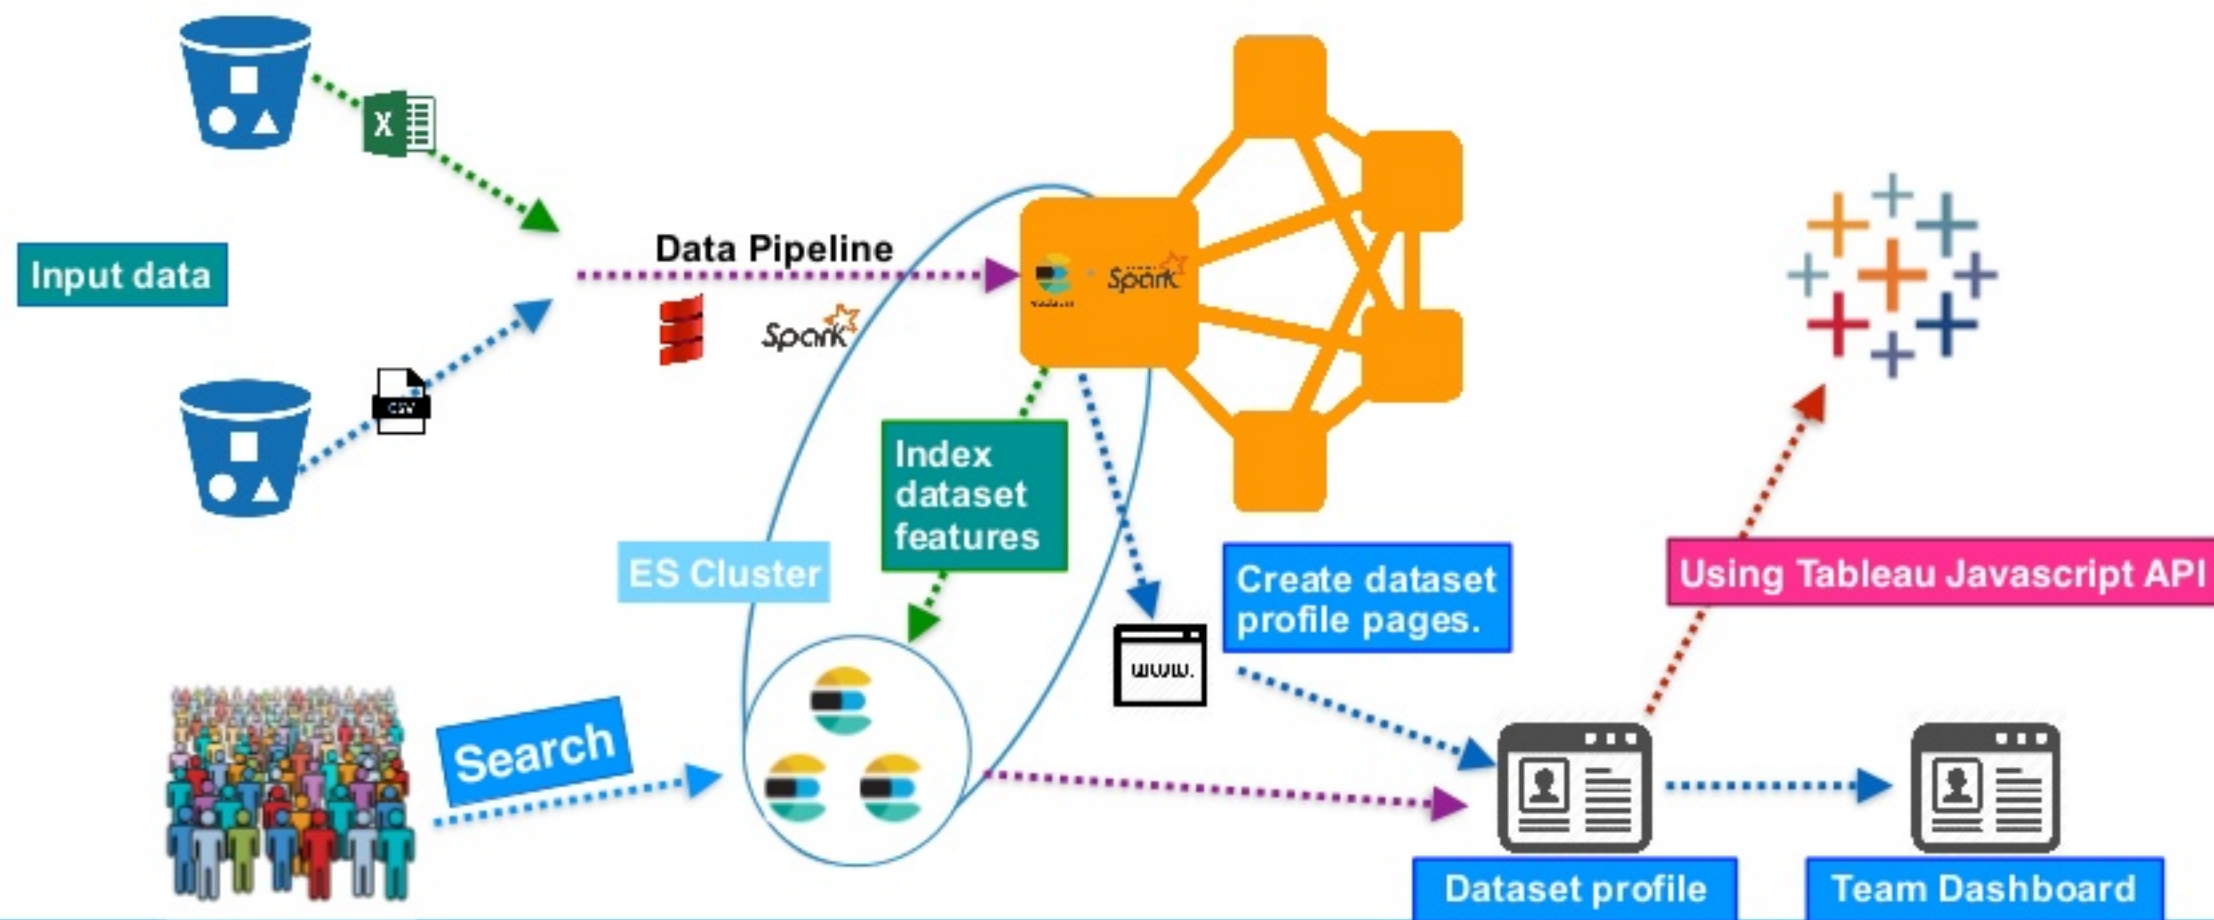 X
Input data
Data Pipeline
Spark
Spark
CSV
Index
dataset
features
ES Cluster
Create dataset
profile pages.
Using Tableau Javascript API
www.
Search
Dataset profile
Team Dashboard